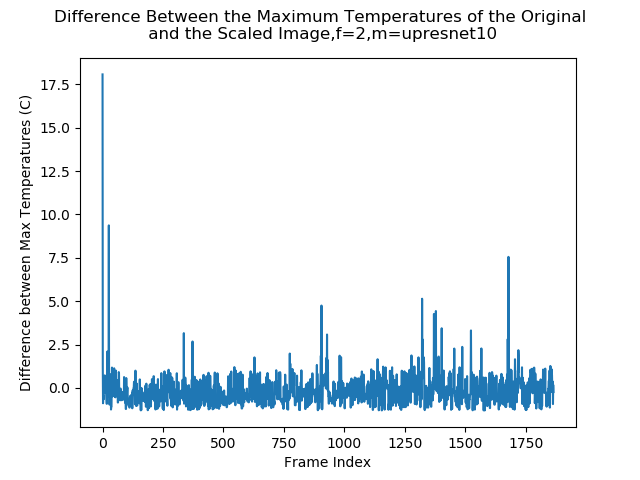 Difference Between the Maximum Temperatures of the Original
and the Scaled Image,f=2,m=upresnet10
Difference between Max Temperatures (C)
17.5
15.0
12.5
10.0
7.5
5.0
2.5
0.0
0 250 500 750 1000 1250 1500 1750
Frame Index